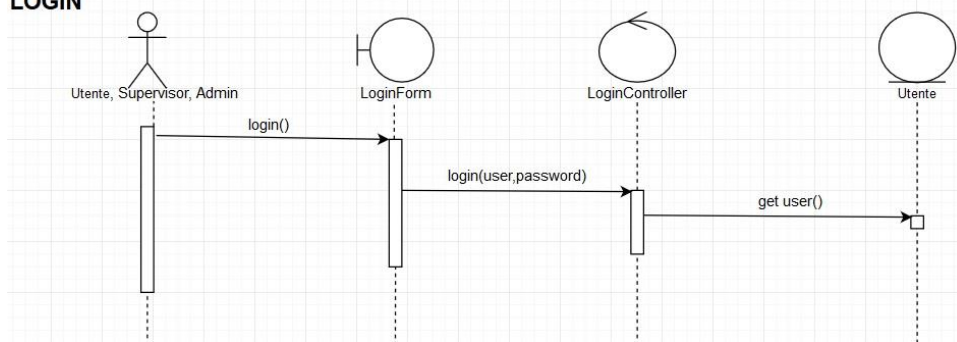 LOGIN
Utente, Supervisor, Admin
LoginForm
LoginController
Utente
login()
login(user,password)
get user()